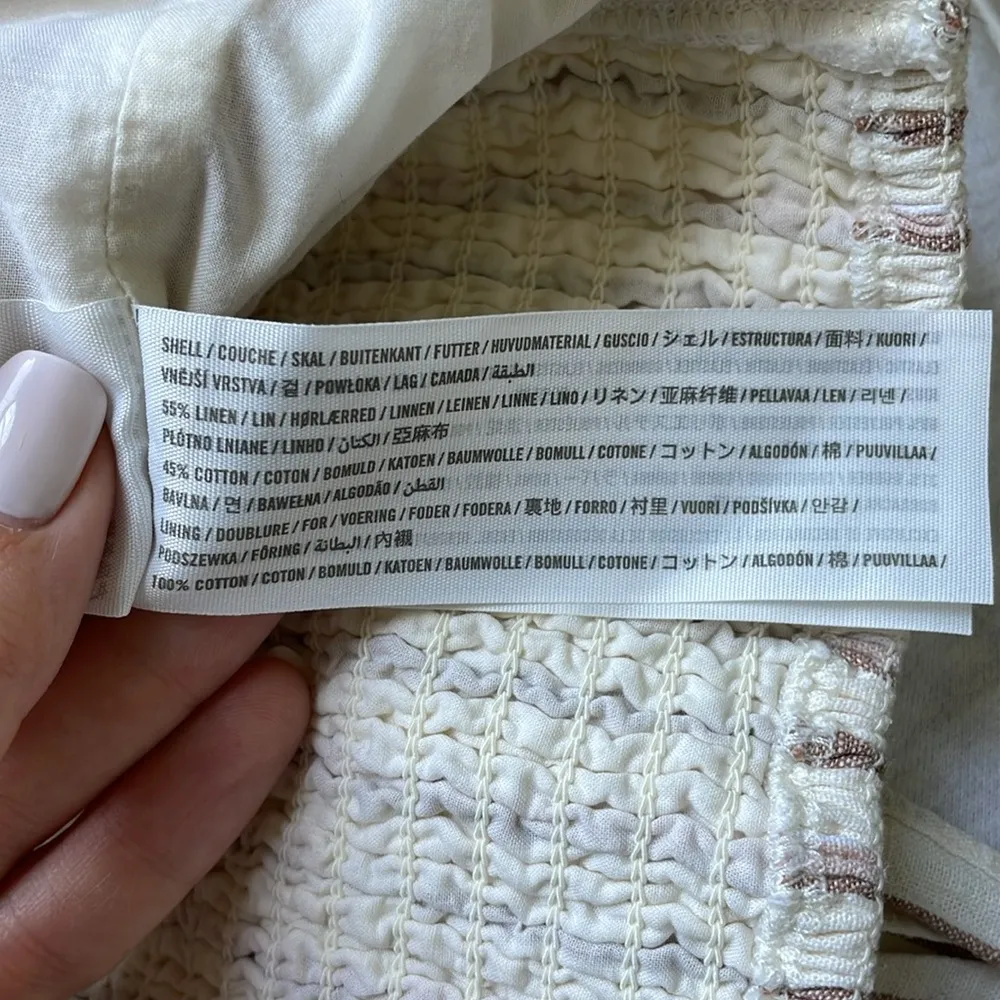 SHELL / COUCHE / SKAL / BUITENKANT / FUTTER / HUVUDMATERIAL / GUSCIO / シェル / ESTRUCTURA / 面料 / KUORI /
VNĚJŠÍ VRSTVA / 겉 / POWŁOKA / LAG / CAMADA / الطبقة
55% LINEN / LIN / HØRLÆRRED / LINNEN / LEINEN / LINNE / LINO / リネン / 亚麻纤维 / PELLAVAA / LEN / 리넨 /
PŁÓTNO LNIANE / LINHO / الكتان / 亞麻布
45% COTTON / COTON / BOMULD / KATOEN / BAUMWOLLE / BOMULL / COTONE / コットン / ALGODÓN / 棉 / PUUVILLAA /
BAVLNA / 면 / BAWEŁNA / ALGODÃO / القطن
LINING / DOUBLURE / FOR / VOERING / FODER / FODERA / 裏地 / FORRO / 衬里 / VUORI / PODŠÍVKA / 안감 /
PODSZEWKA / FÔRING / البطانة / 內襯
100% COTTON / COTON / BOMULD / KATOEN / BAUMWOLLE / BOMULL / COTONE / コットン / ALGODÓN / 棉 / PUUVILLAA /